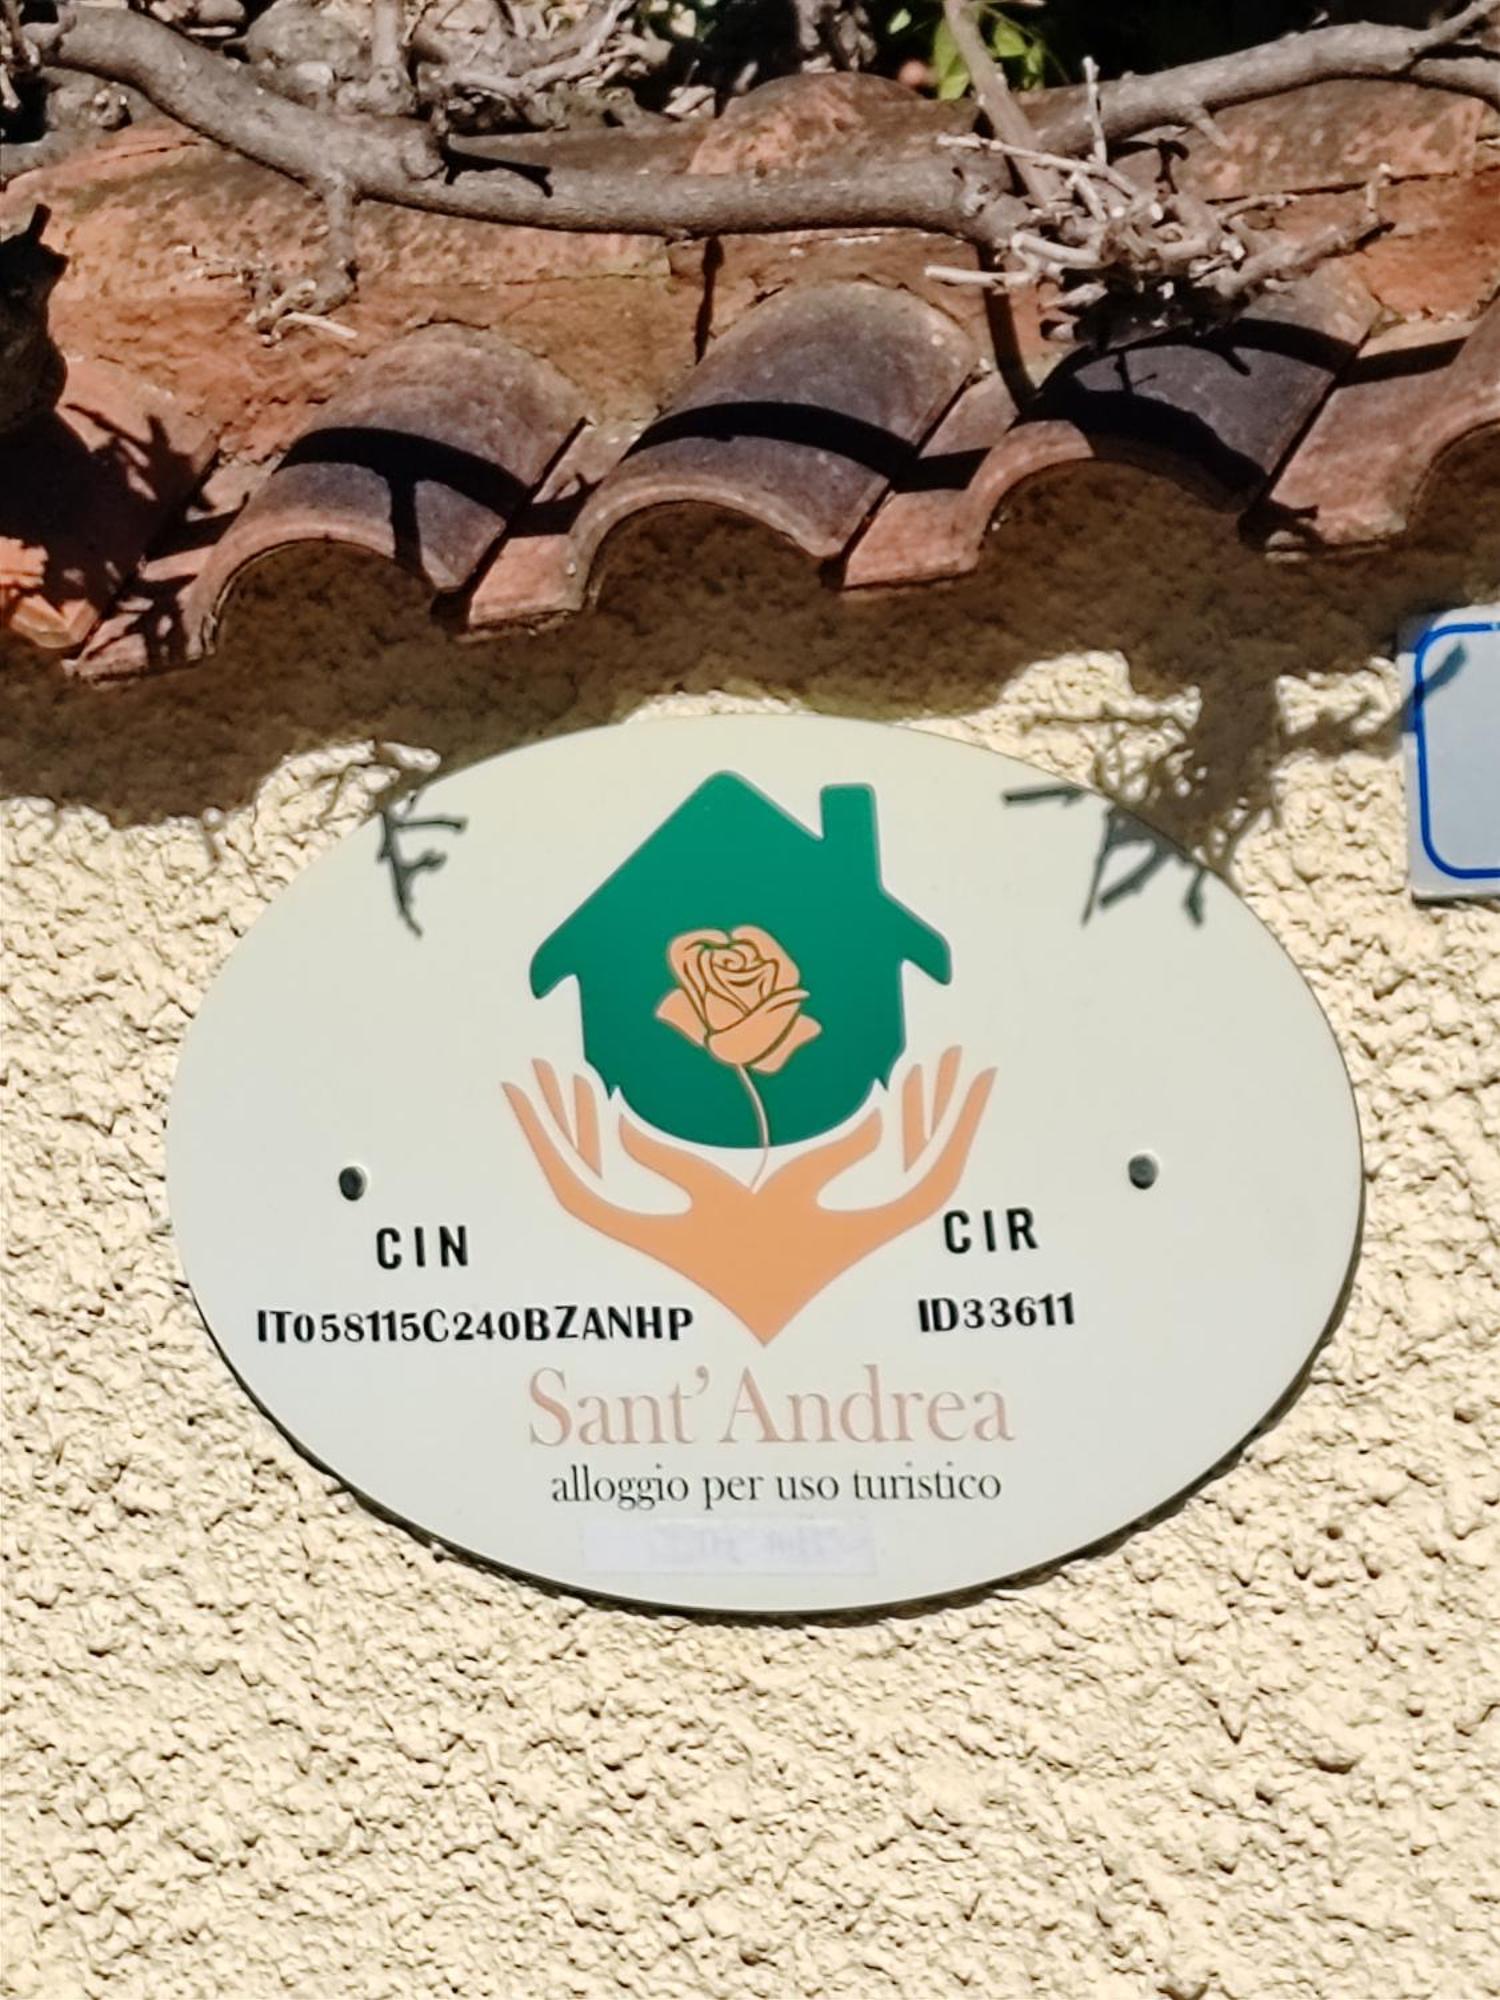 CIN
CIR
IT058115C240BZANHP
ID33611
Sant'Andrea
alloggio per uso turistico